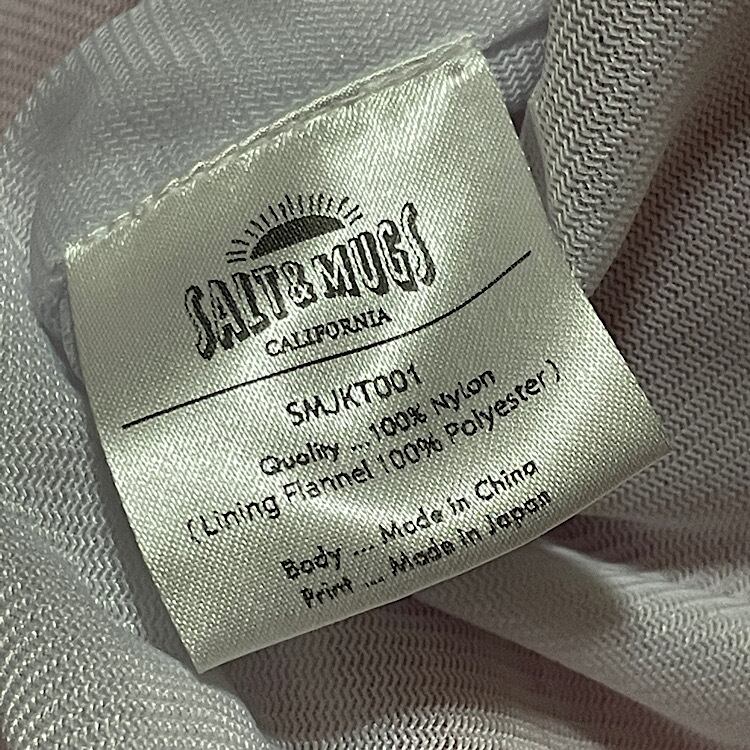 SALT&MUGS
CALIFORNIA
SMJKT001
Quality ...100% Nylon
(Lining Flannel 100% Polyester)
Body ... Made in China
Print ... Made in Japan